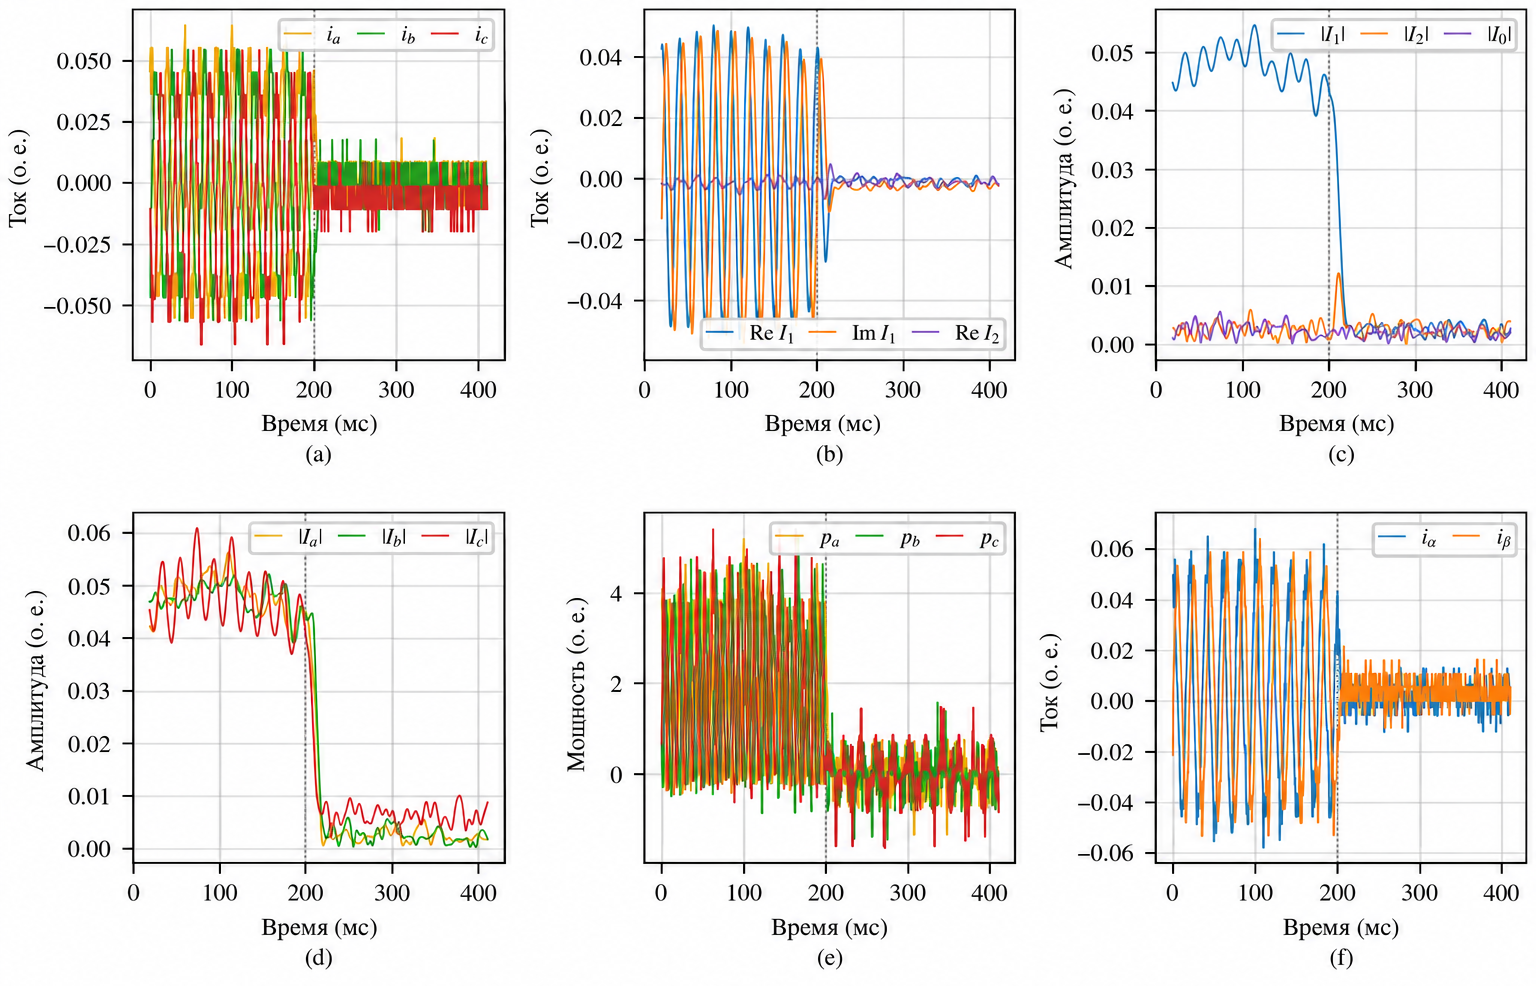 i_a i_b i_c
Ток (о. е.)
0.050
0.025
0.000
−0.025
−0.050
0 100 200 300 400
Время (мс)
(a)
Ток (о. е.)
0.04
0.02
0.00
−0.02
−0.04
Re I_1 Im I_1 Re I_2
0 100 200 300 400
Время (мс)
(b)
|I_1| |I_2| |I_0|
Амплитуда (о. е.)
0.05
0.04
0.03
0.02
0.01
0.00
0 100 200 300 400
Время (мс)
(c)
|I_a| |I_b| |I_c|
Амплитуда (о. е.)
0.06
0.05
0.04
0.03
0.02
0.01
0.00
0 100 200 300 400
Время (мс)
(d)
p_a p_b p_c
Мощность (о. е.)
4
2
0
0 100 200 300 400
Время (мс)
(e)
i_α i_β
Ток (о. е.)
0.06
0.04
0.02
0.00
−0.02
−0.04
−0.06
0 100 200 300 400
Время (мс)
(f)